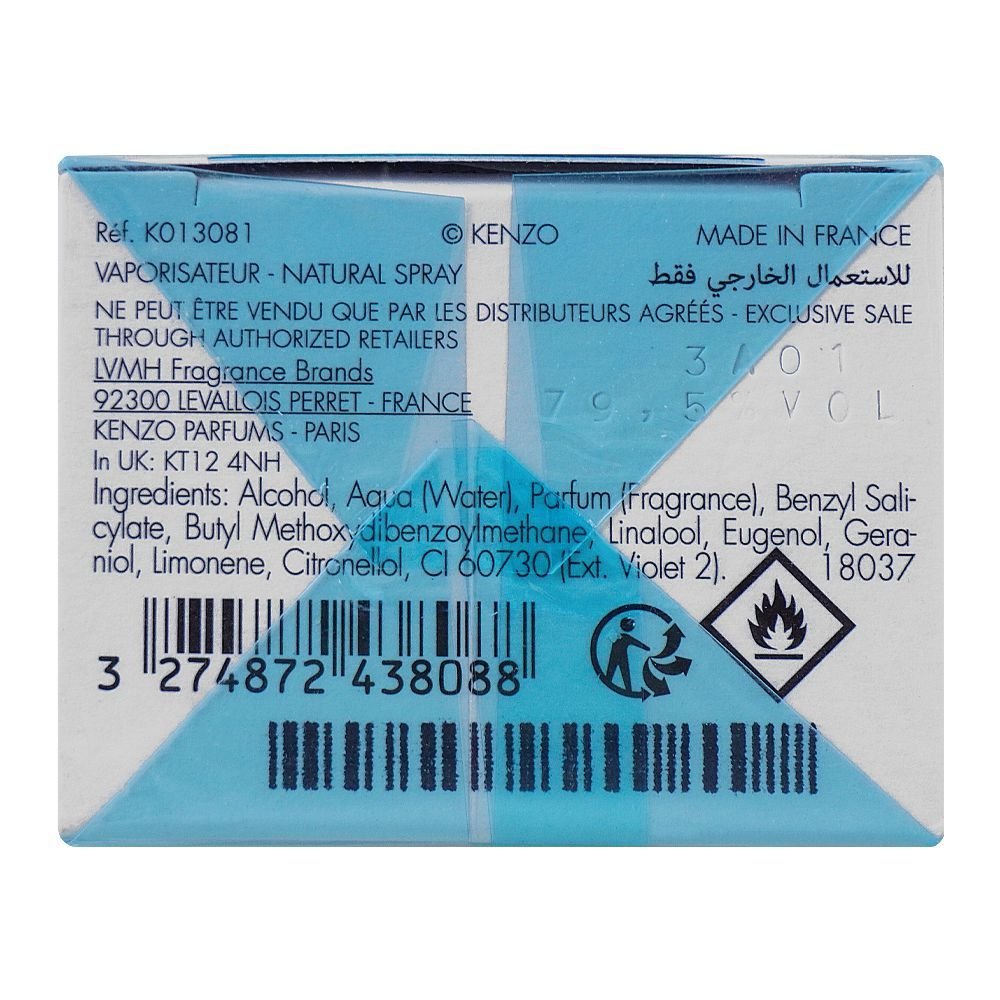 Réf. K013081 © KENZO MADE IN FRANCE
VAPORISATEUR - NATURAL SPRAY للاستعمال الخارجي فقط
NE PEUT ÊTRE VENDU QUE PAR LES DISTRIBUTEURS AGRÉÉS - EXCLUSIVE SALE
THROUGH AUTHORIZED RETAILERS
3A01
LVMH Fragrance Brands
92300 LEVALLOIS PERRET - FRANCE
79,5% VOL
KENZO PARFUMS - PARIS
In UK: KT12 4NH
Ingredients: Alcohol, Aqua (Water), Parfum (Fragrance), Benzyl Sali-
cylate, Butyl Methoxydibenzoylmethane, Linalool, Eugenol, Gera-
niol, Limonene, Citronellol, CI 60730 (Ext. Violet 2). 18037
3 274872 438088